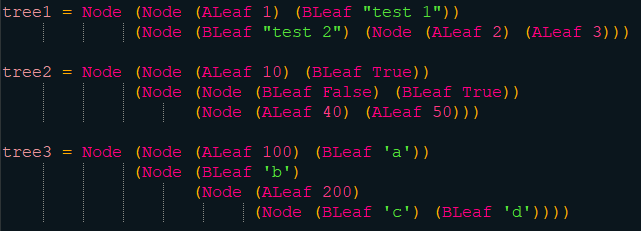 tree1 = Node (Node (ALeaf 1) (BLeaf "test 1"))
             (Node (BLeaf "test 2") (Node (ALeaf 2) (ALeaf 3)))
tree2 = Node (Node (ALeaf 10) (BLeaf True))
             (Node (Node (BLeaf False) (BLeaf True))
                   (Node (ALeaf 40) (ALeaf 50)))
tree3 = Node (Node (ALeaf 100) (BLeaf 'a'))
             (Node (BLeaf 'b')
                   (Node (ALeaf 200)
                         (Node (BLeaf 'c') (BLeaf 'd'))))